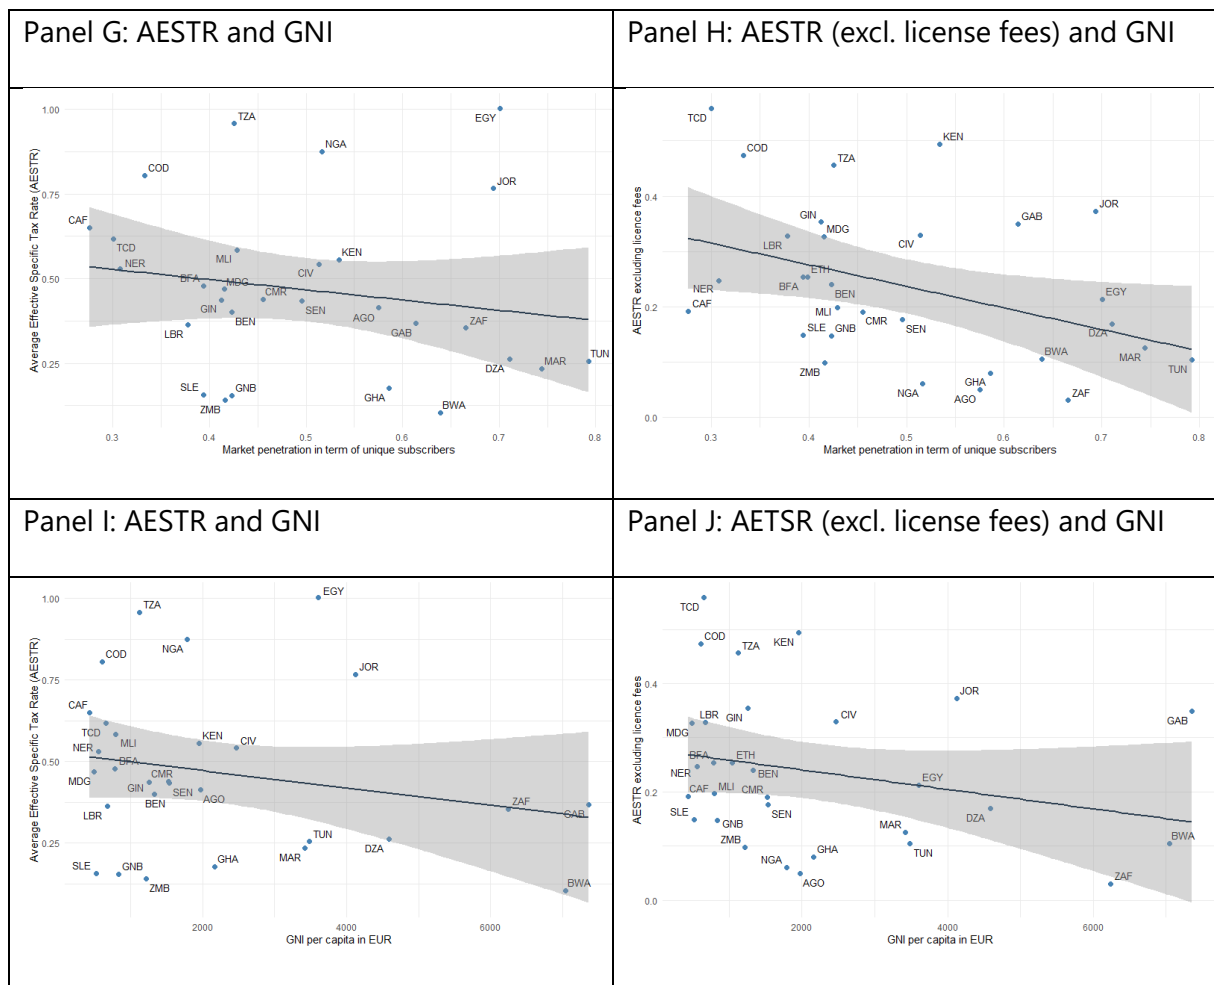 Panel G: AESTR and GNI
Panel H: AESTR (excl. license fees) and GNI
Average Effective Specific Tax Rate (AESTR)
1.00
0.75
0.50
0.25
TZA
EGY
NGA
COD
JOR
CAF
TCD
NER
MLI
KEN
CIV
BFA
MDG
CMR
GIN
BEN
SEN
AGO
GAB
ZAF
LBR
DZA
MAR
TUN
SLE
GNB
ZMB
GHA
BWA
0.3
0.4
0.5
0.6
0.7
0.8
Market penetration in term of unique subscribers
AESTR excluding licence fees
0.4
0.2
0.0
TCD
COD
TZA
KEN
GIN
MDG
LBR
CIV
GAB
JOR
NER
BFA
ETH
BEN
CAF
MLI
CMR
SEN
EGY
DZA
SLE
GNB
ZMB
BWA
MAR
TUN
NGA
GHA
AGO
ZAF
0.3
0.4
0.5
0.6
0.7
0.8
Market penetration in term of unique subscribers
Panel I: AESTR and GNI
Panel J: AETSR (excl. license fees) and GNI
Average Effective Specific Tax Rate (AESTR)
1.00
0.75
0.50
0.25
TZA
EGY
NGA
COD
JOR
CAF
TCD
MLI
NER
KEN
CIV
BFA
MDG
CMR
GIN
SEN
BEN
AGO
LBR
ZAF
GAB
TUN
MAR
DZA
SLE
GNB
ZMB
GHA
BWA
2000
4000
6000
GNI per capita in EUR
AESTR excluding licence fees
0.4
0.2
0.0
TCD
COD
TZA
KEN
JOR
LBR
GIN
CIV
MDG
GAB
BFA
ETH
NER
BEN
EGY
CAF
MLI
CMR
SEN
DZA
SLE
GNB
ZMB
MAR
TUN
BWA
NGA
GHA
AGO
ZAF
2000
4000
6000
GNI per capita in EUR